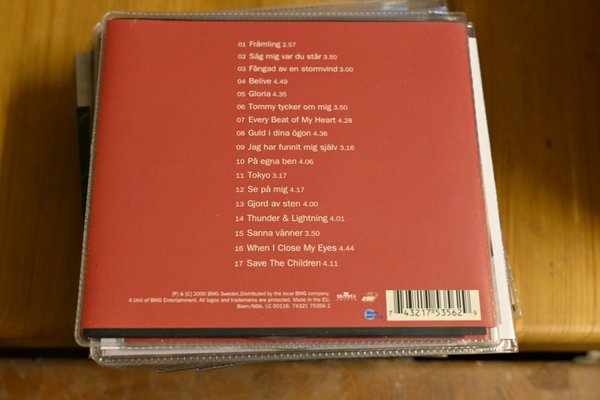 01 Främling 2.57
02 Säg mig var du står 3.50
03 Fångad av en stormvind 3.00
04 Belive 4.49
05 Gloria 4.35
06 Tommy tycker om mig 3.50
07 Every Beat of My Heart 4.28
08 Guld i dina ögon 4.36
09 Jag har funnit mig själv 3.16
10 På egna ben 4.06
11 Tokyo 3.17
12 Se på mig 4.17
13 Gjord av sten 4.00
14 Thunder & Lightning 4.01
15 Sanna vänner 3.50
16 When I Close My Eyes 4.44
17 Save The Children 4.11
[P] & [C] 2000 BMG Sweden,Distributed by the local BMG company.
A Unit of BMG Entertainment. All logos and trademarks are protected. Made in the EU.
Biem/N©b. LC 00116. 74321 75356 2
7 43217 53562 9